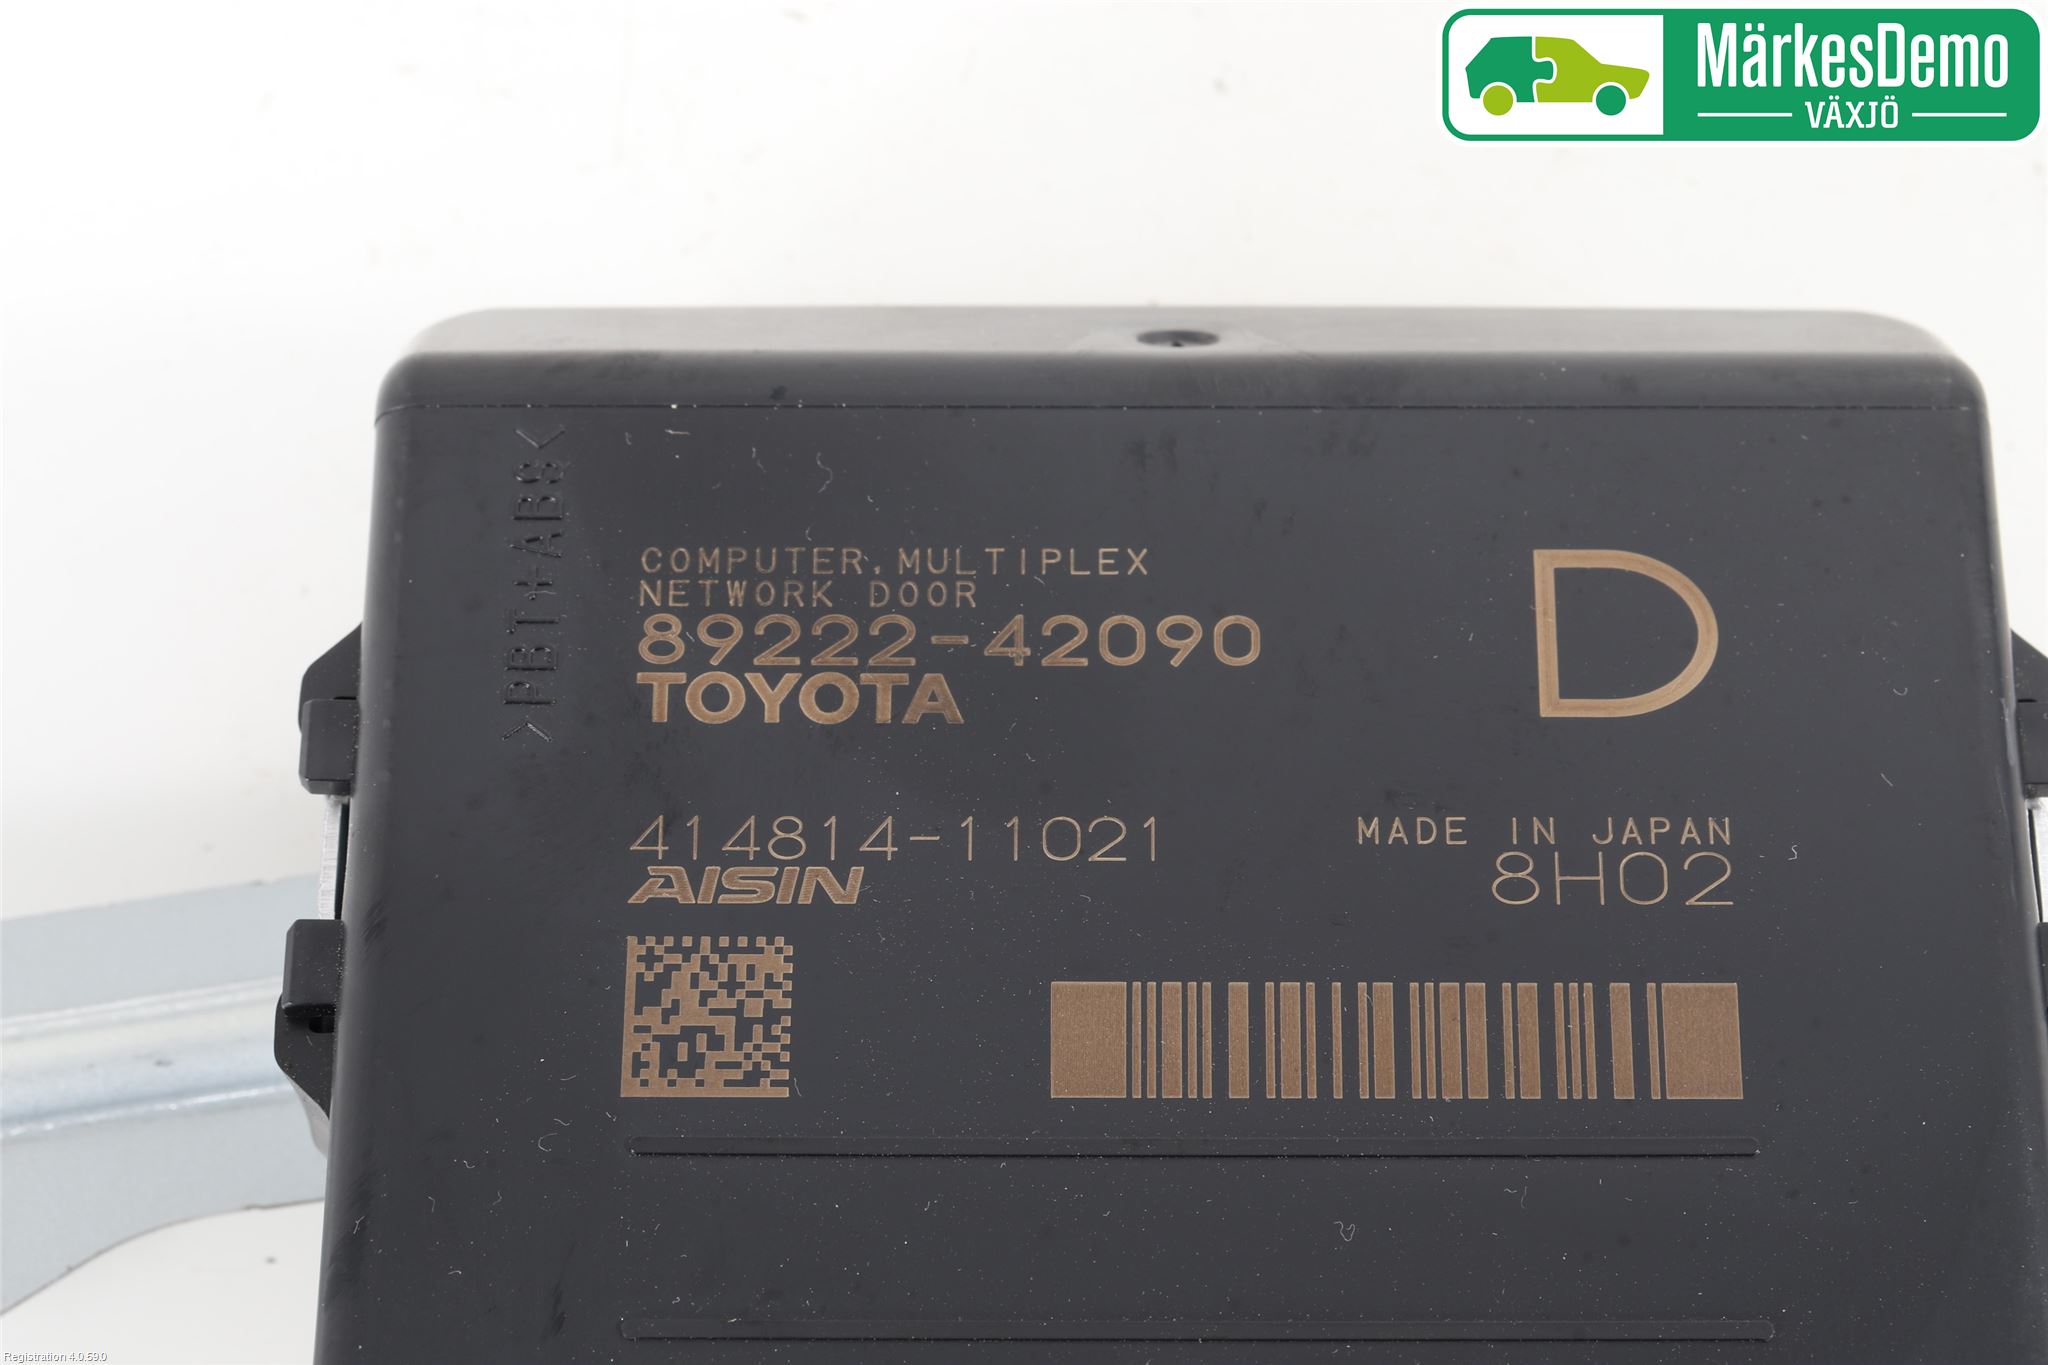 MärkesDemo
VÄXJÖ
>PBT+ABS<
COMPUTER, MULTIPLEX
NETWORK DOOR
89222-42090
TOYOTA
D
414814-11021
AISIN
MADE IN JAPAN
8H02
Registration 4.0.59.0